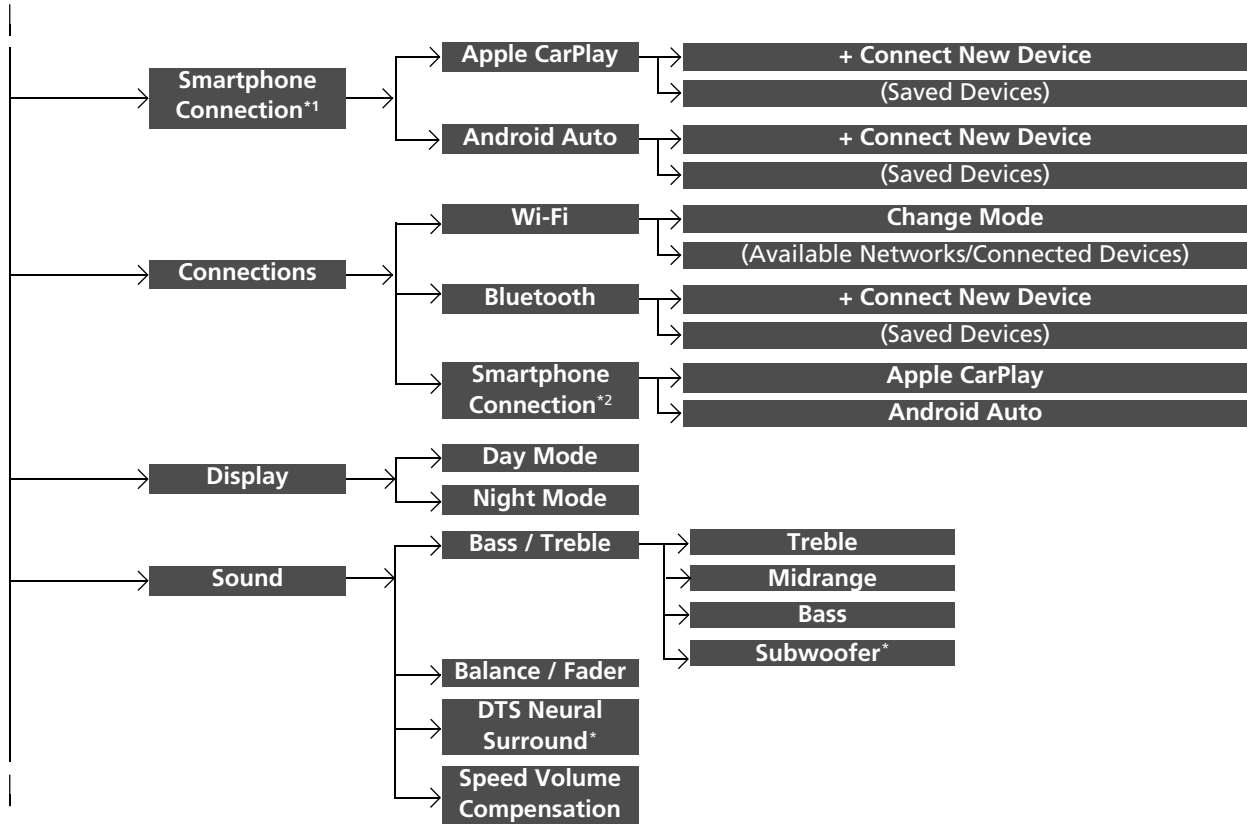 Smartphone
Connection*1
Apple CarPlay
+ Connect New Device
(Saved Devices)
Android Auto
+ Connect New Device
(Saved Devices)
Connections
Wi-Fi
Change Mode
(Available Networks/Connected Devices)
Bluetooth
+ Connect New Device
(Saved Devices)
Smartphone
Connection*2
Apple CarPlay
Android Auto
Display
Day Mode
Night Mode
Sound
Bass / Treble
Treble
Midrange
Bass
Subwoofer*
Balance / Fader
DTS Neural
Surround*
Speed Volume
Compensation